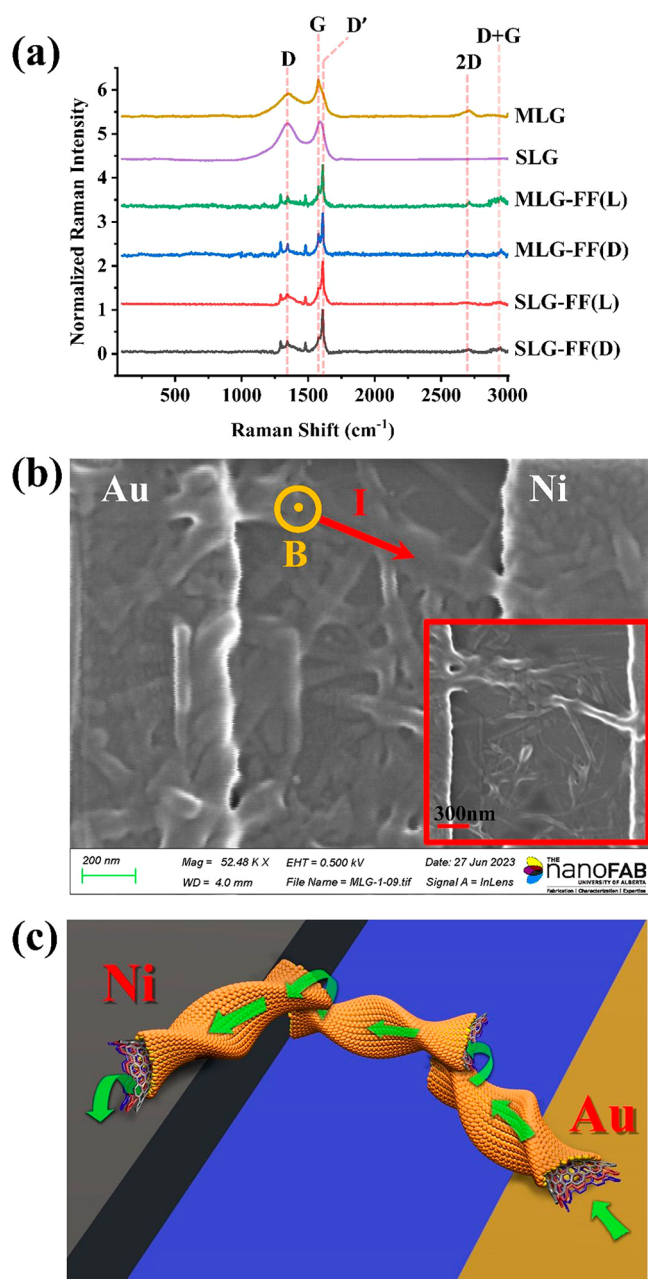 (a)
G
D′
D
2D
D+G
Normalized Raman Intensity
6
5
4
3
2
1
0
MLG
SLG
MLG-FF(L)
MLG-FF(D)
SLG-FF(L)
SLG-FF(D)
500 1000 1500 2000 2500 3000
Raman Shift (cm-1)
(b)
Au
I
Ni
B
300nm
200 nm
Mag = 52.48 K X EHT = 0.500 kV Date: 27 Jun 2023
WD = 4.0 mm File Name = MLG-1-09.tif Signal A = InLens
THE
nanoFAB
UNIVERSITY OF ALBERTA
Fabrication | Characterization | Expertise
(c)
Ni
Au